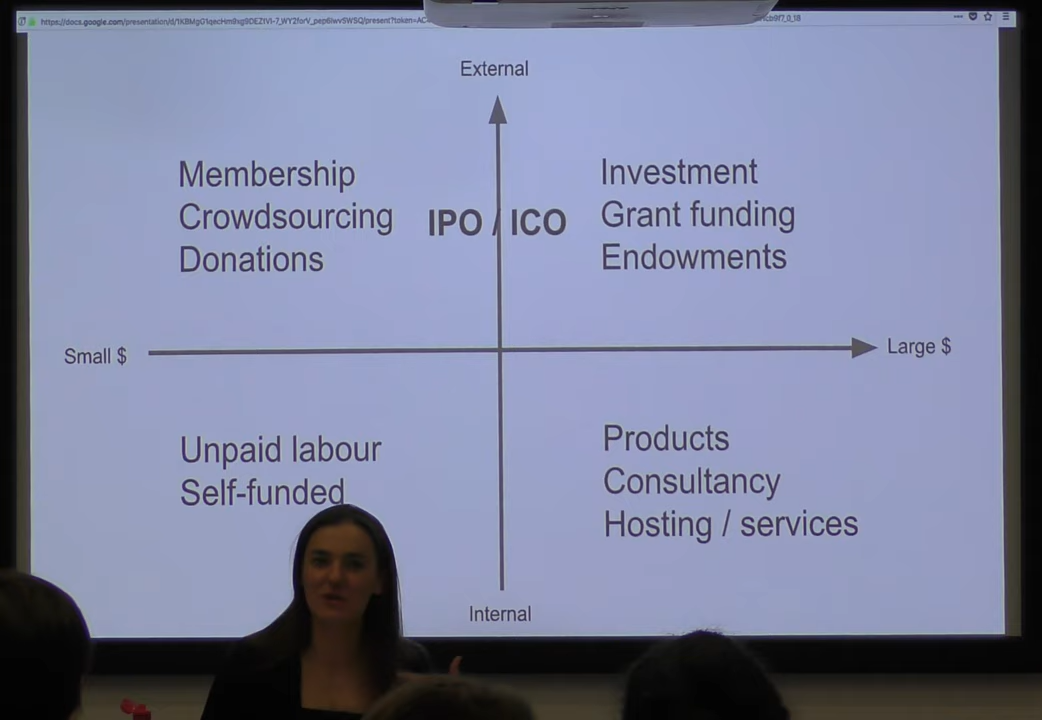 External
Membership
Crowdsourcing
Donations
IPO / ICO
Investment
Grant funding
Endowments
Small $
Large $
Unpaid labour
Self-funded
Products
Consultancy
Hosting / services
Internal